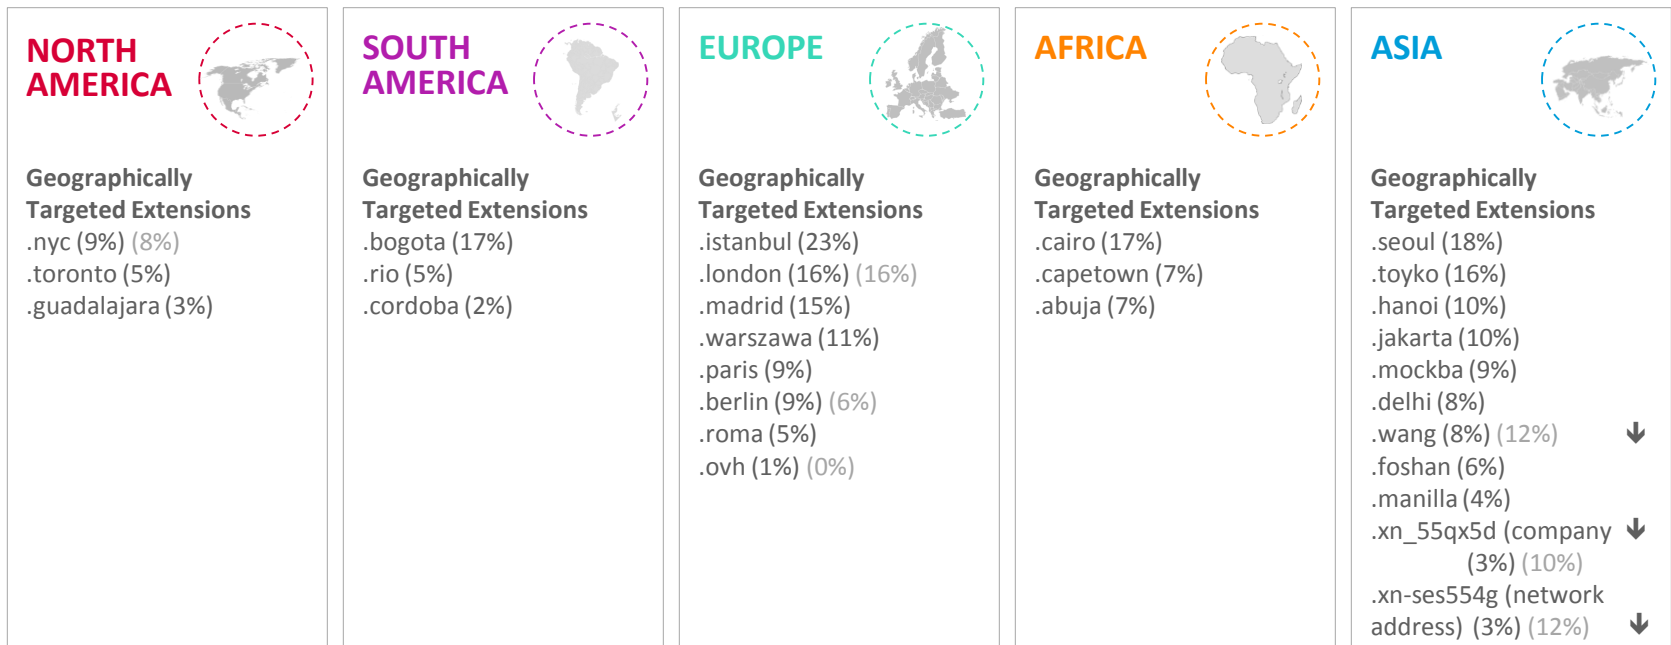 NORTH
AMERICA
Geographically
Targeted Extensions
.nyc (9%) (8%)
.toronto (5%)
.guadalajara (3%)
SOUTH
AMERICA
Geographically
Targeted Extensions
.bogota (17%)
.rio (5%)
.cordoba (2%)
EUROPE
Geographically
Targeted Extensions
.istanbul (23%)
.london (16%) (16%)
.madrid (15%)
.warszawa (11%)
.paris (9%)
.berlin (9%) (6%)
.roma (5%)
.ovh (1%) (0%)
AFRICA
Geographically
Targeted Extensions
.cairo (17%)
.capetown (7%)
.abuja (7%)
ASIA
Geographically
Targeted Extensions
.seoul (18%)
.toyko (16%)
.hanoi (10%)
.jakarta (10%)
.mockba (9%)
.delhi (8%)
.wang (8%) (12%)
.foshan (6%)
.manilla (4%)
.xn_55qx5d (company
(3%) (10%)
.xn-ses554g (network
address) (3%) (12%)